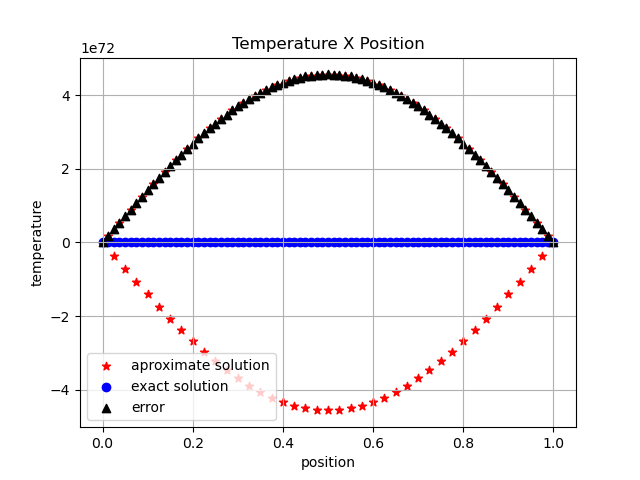 Temperature X Position
1e72
4
2
0
−2
−4
temperature
aproximate solution
exact solution
error
0.0 0.2 0.4 0.6 0.8 1.0
position